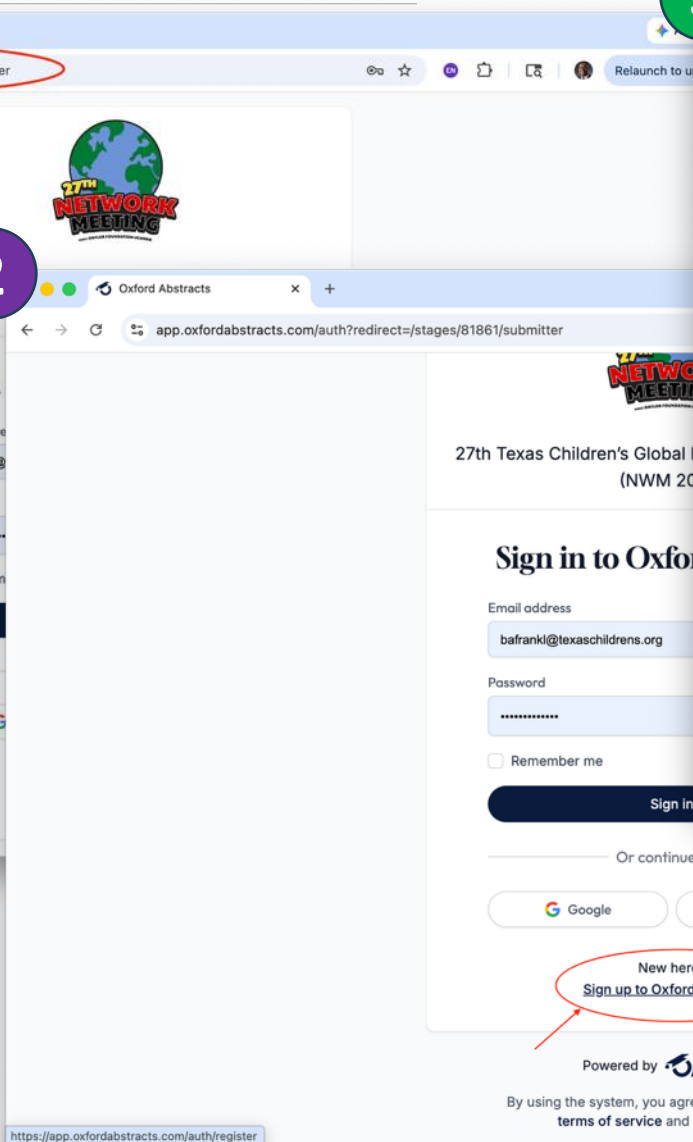 er
Relaunch to u
27TH
NETWORK
MEETING
2
Oxford Abstracts
app.oxfordabstracts.com/auth?redirect=/stages/81861/submitter
27th Texas Children's Global
(NWM 20
Sign in to Oxfo
Email address
bafrankl@texaschildrens.org
Password
Remember me
Sign in
Or continue
Google
New here
Sign up to Oxford
Powered by
By using the system, you agre
terms of service and
https://app.oxfordabstracts.com/auth/register